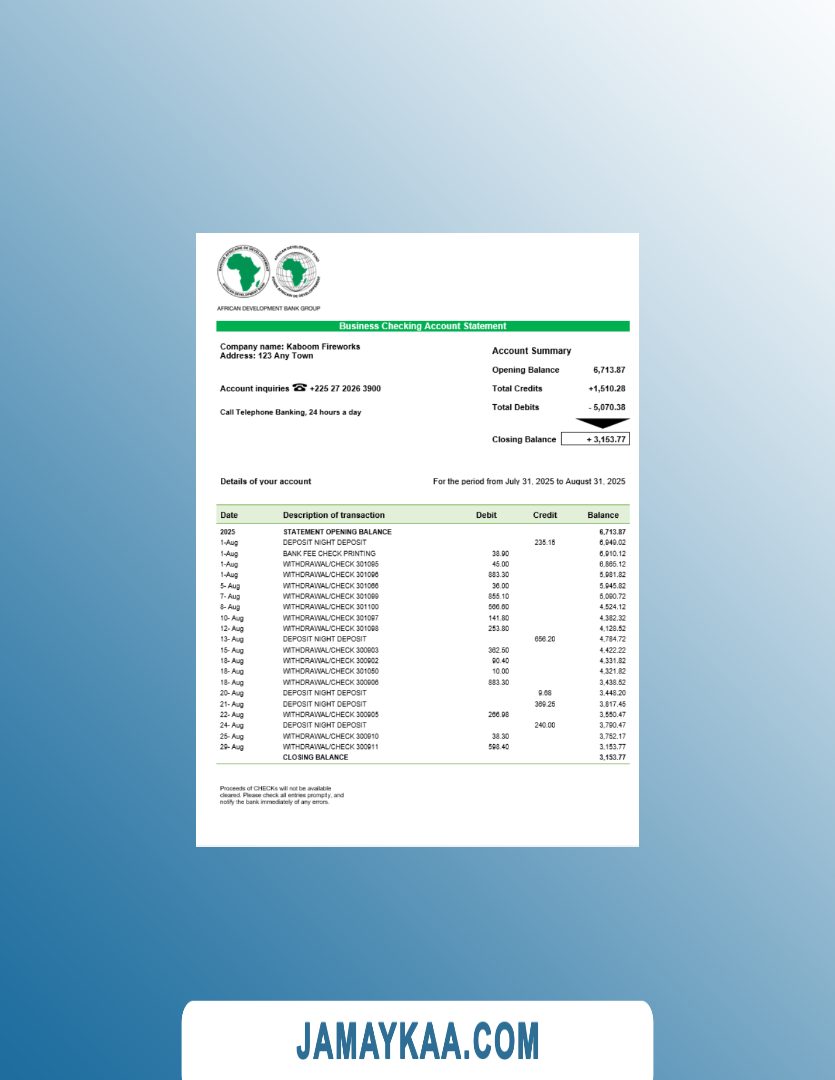 AFRICAN DEVELOPMENT BANK GROUP
Business Checking Account Statement
Company name: Kaboom Fireworks
Address: 123 Any Town
Account inquiries ☎ +225 27 2026 3900
Call Telephone Banking, 24 hours a day
Account Summary
Opening Balance 6,713.87
Total Credits +1,510.28
Total Debits - 5,070.38
Closing Balance + 3,153.77
Details of your account For the period from July 31, 2025 to August 31, 2025
Date Description of transaction Debit Credit Balance
2025 STATEMENT OPENING BALANCE 6,713.87
1-Aug DEPOSIT NIGHT DEPOSIT 235.15 6,949.02
1-Aug BANK FEE CHECK PRINTING 38.90 6,910.12
1-Aug WITHDRAWAL/CHECK 301095 45.00 6,865.12
1-Aug WITHDRAWAL/CHECK 301096 883.30 5,981.82
5- Aug WITHDRAWAL/CHECK 301066 36.00 5,945.82
7- Aug WITHDRAWAL/CHECK 301099 855.10 5,090.72
8- Aug WITHDRAWAL/CHECK 301100 566.60 4,524.12
10- Aug WITHDRAWAL/CHECK 301097 141.80 4,382.32
12- Aug WITHDRAWAL/CHECK 301098 253.80 4,128.52
13- Aug DEPOSIT NIGHT DEPOSIT 656.20 4,784.72
15- Aug WITHDRAWAL/CHECK 300903 362.50 4,422.22
18- Aug WITHDRAWAL/CHECK 300902 90.40 4,331.82
18- Aug WITHDRAWAL/CHECK 301050 10.00 4,321.82
18- Aug WITHDRAWAL/CHECK 300906 883.30 3,438.52
20- Aug DEPOSIT NIGHT DEPOSIT 9.68 3,448.20
21- Aug DEPOSIT NIGHT DEPOSIT 369.25 3,817.45
22- Aug WITHDRAWAL/CHECK 300905 266.98 3,550.47
24- Aug DEPOSIT NIGHT DEPOSIT 240.00 3,790.47
25- Aug WITHDRAWAL/CHECK 300910 38.30 3,752.17
29- Aug WITHDRAWAL/CHECK 300911 598.40 3,153.77
CLOSING BALANCE 3,153.77
Proceeds of CHECKs will not be available
cleared. Please check all entries promptly, and
notify the bank immediately of any errors.
JAMAYKAA.COM